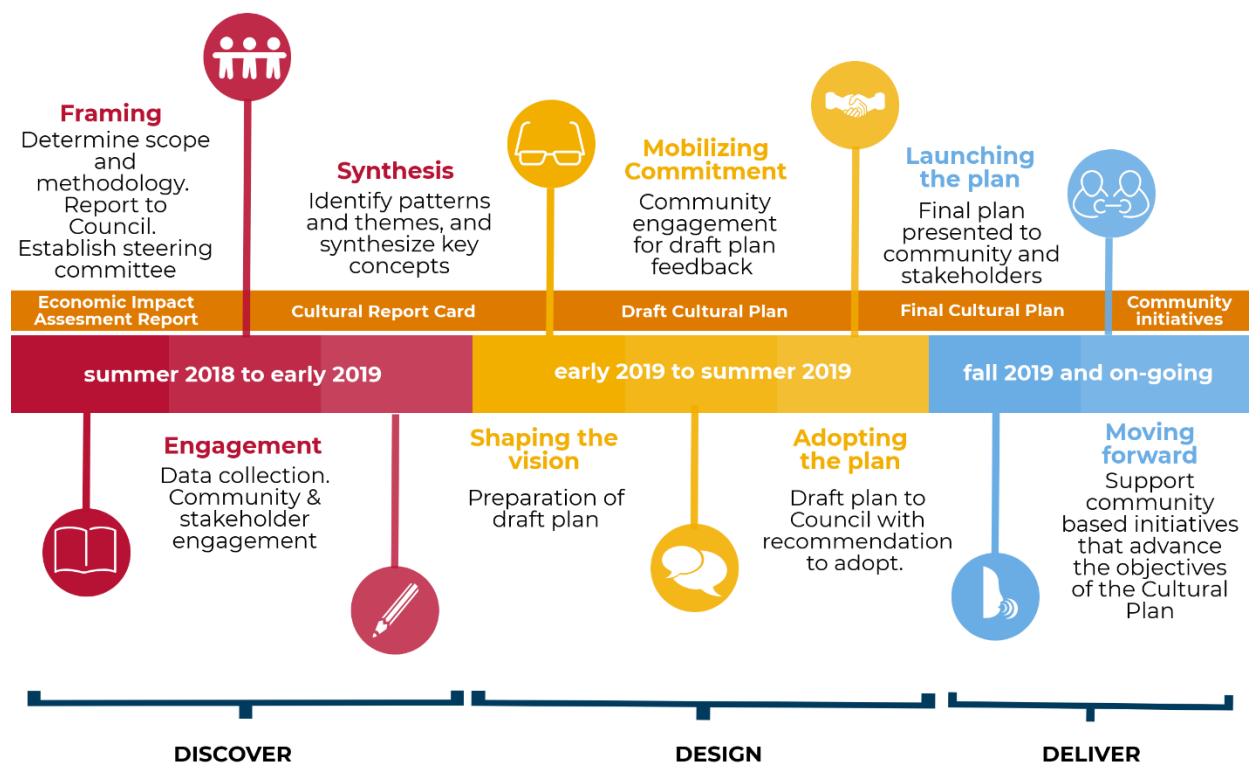 Framing
Determine scope
and
methodology.
Report to
Council.
Establish steering
committee
Synthesis
Identify patterns
and themes, and
synthesize key
concepts
Mobilizing
Commitment
Community
engagement
for draft plan
feedback
Launching
the plan
Final plan
presented to
community and
stakeholders
Economic Impact
Assesment Report
Cultural Report Card
Draft Cultural Plan
Final Cultural Plan
Community
initiatives
summer 2018 to early 2019
early 2019 to summer 2019
fall 2019 and on-going
Engagement
Data collection.
Community &
stakeholder
engagement
Shaping the
vision
Preparation of
draft plan
Adopting
the plan
Draft plan to
Council with
recommendation
to adopt.
Moving
forward
Support
community
based initiatives
that advance
the objectives
of the Cultural
Plan
DISCOVER
DESIGN
DELIVER